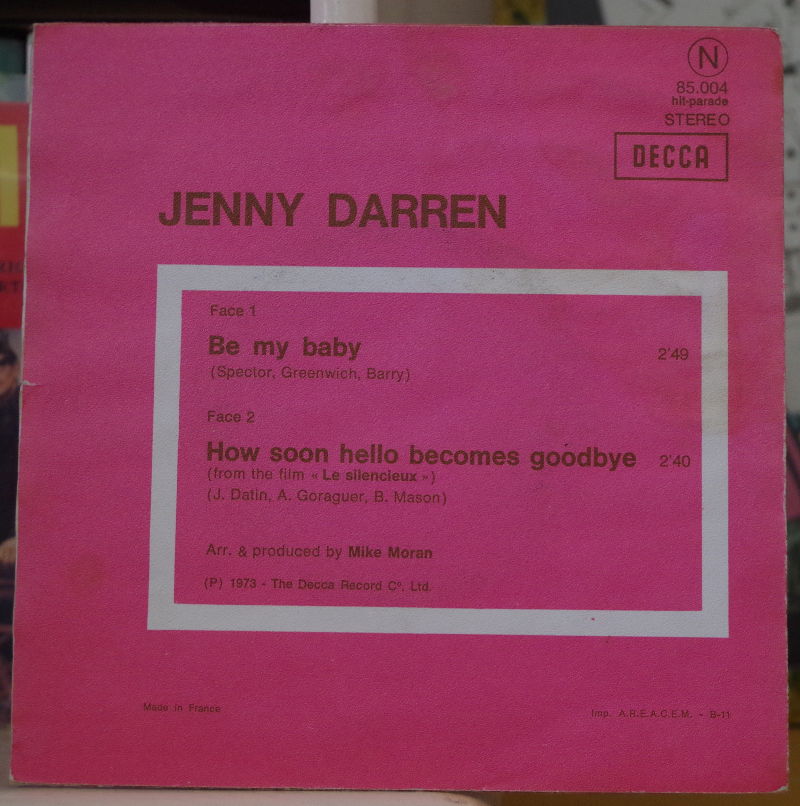 N
85.004
hit-parade
STEREO
DECCA
JENNY DARREN
Face 1
Be my baby 2'49
(Spector, Greenwich, Barry)
Face 2
How soon hello becomes goodbye 2'40
(from the film « Le silencieux »)
(J. Datin, A. Goraguer, B. Mason)
Arr. & produced by Mike Moran
(P) 1973 - The Decca Record Cº. Ltd.
Made in France
Imp. A.R.E.A.C.E.M. - B-11